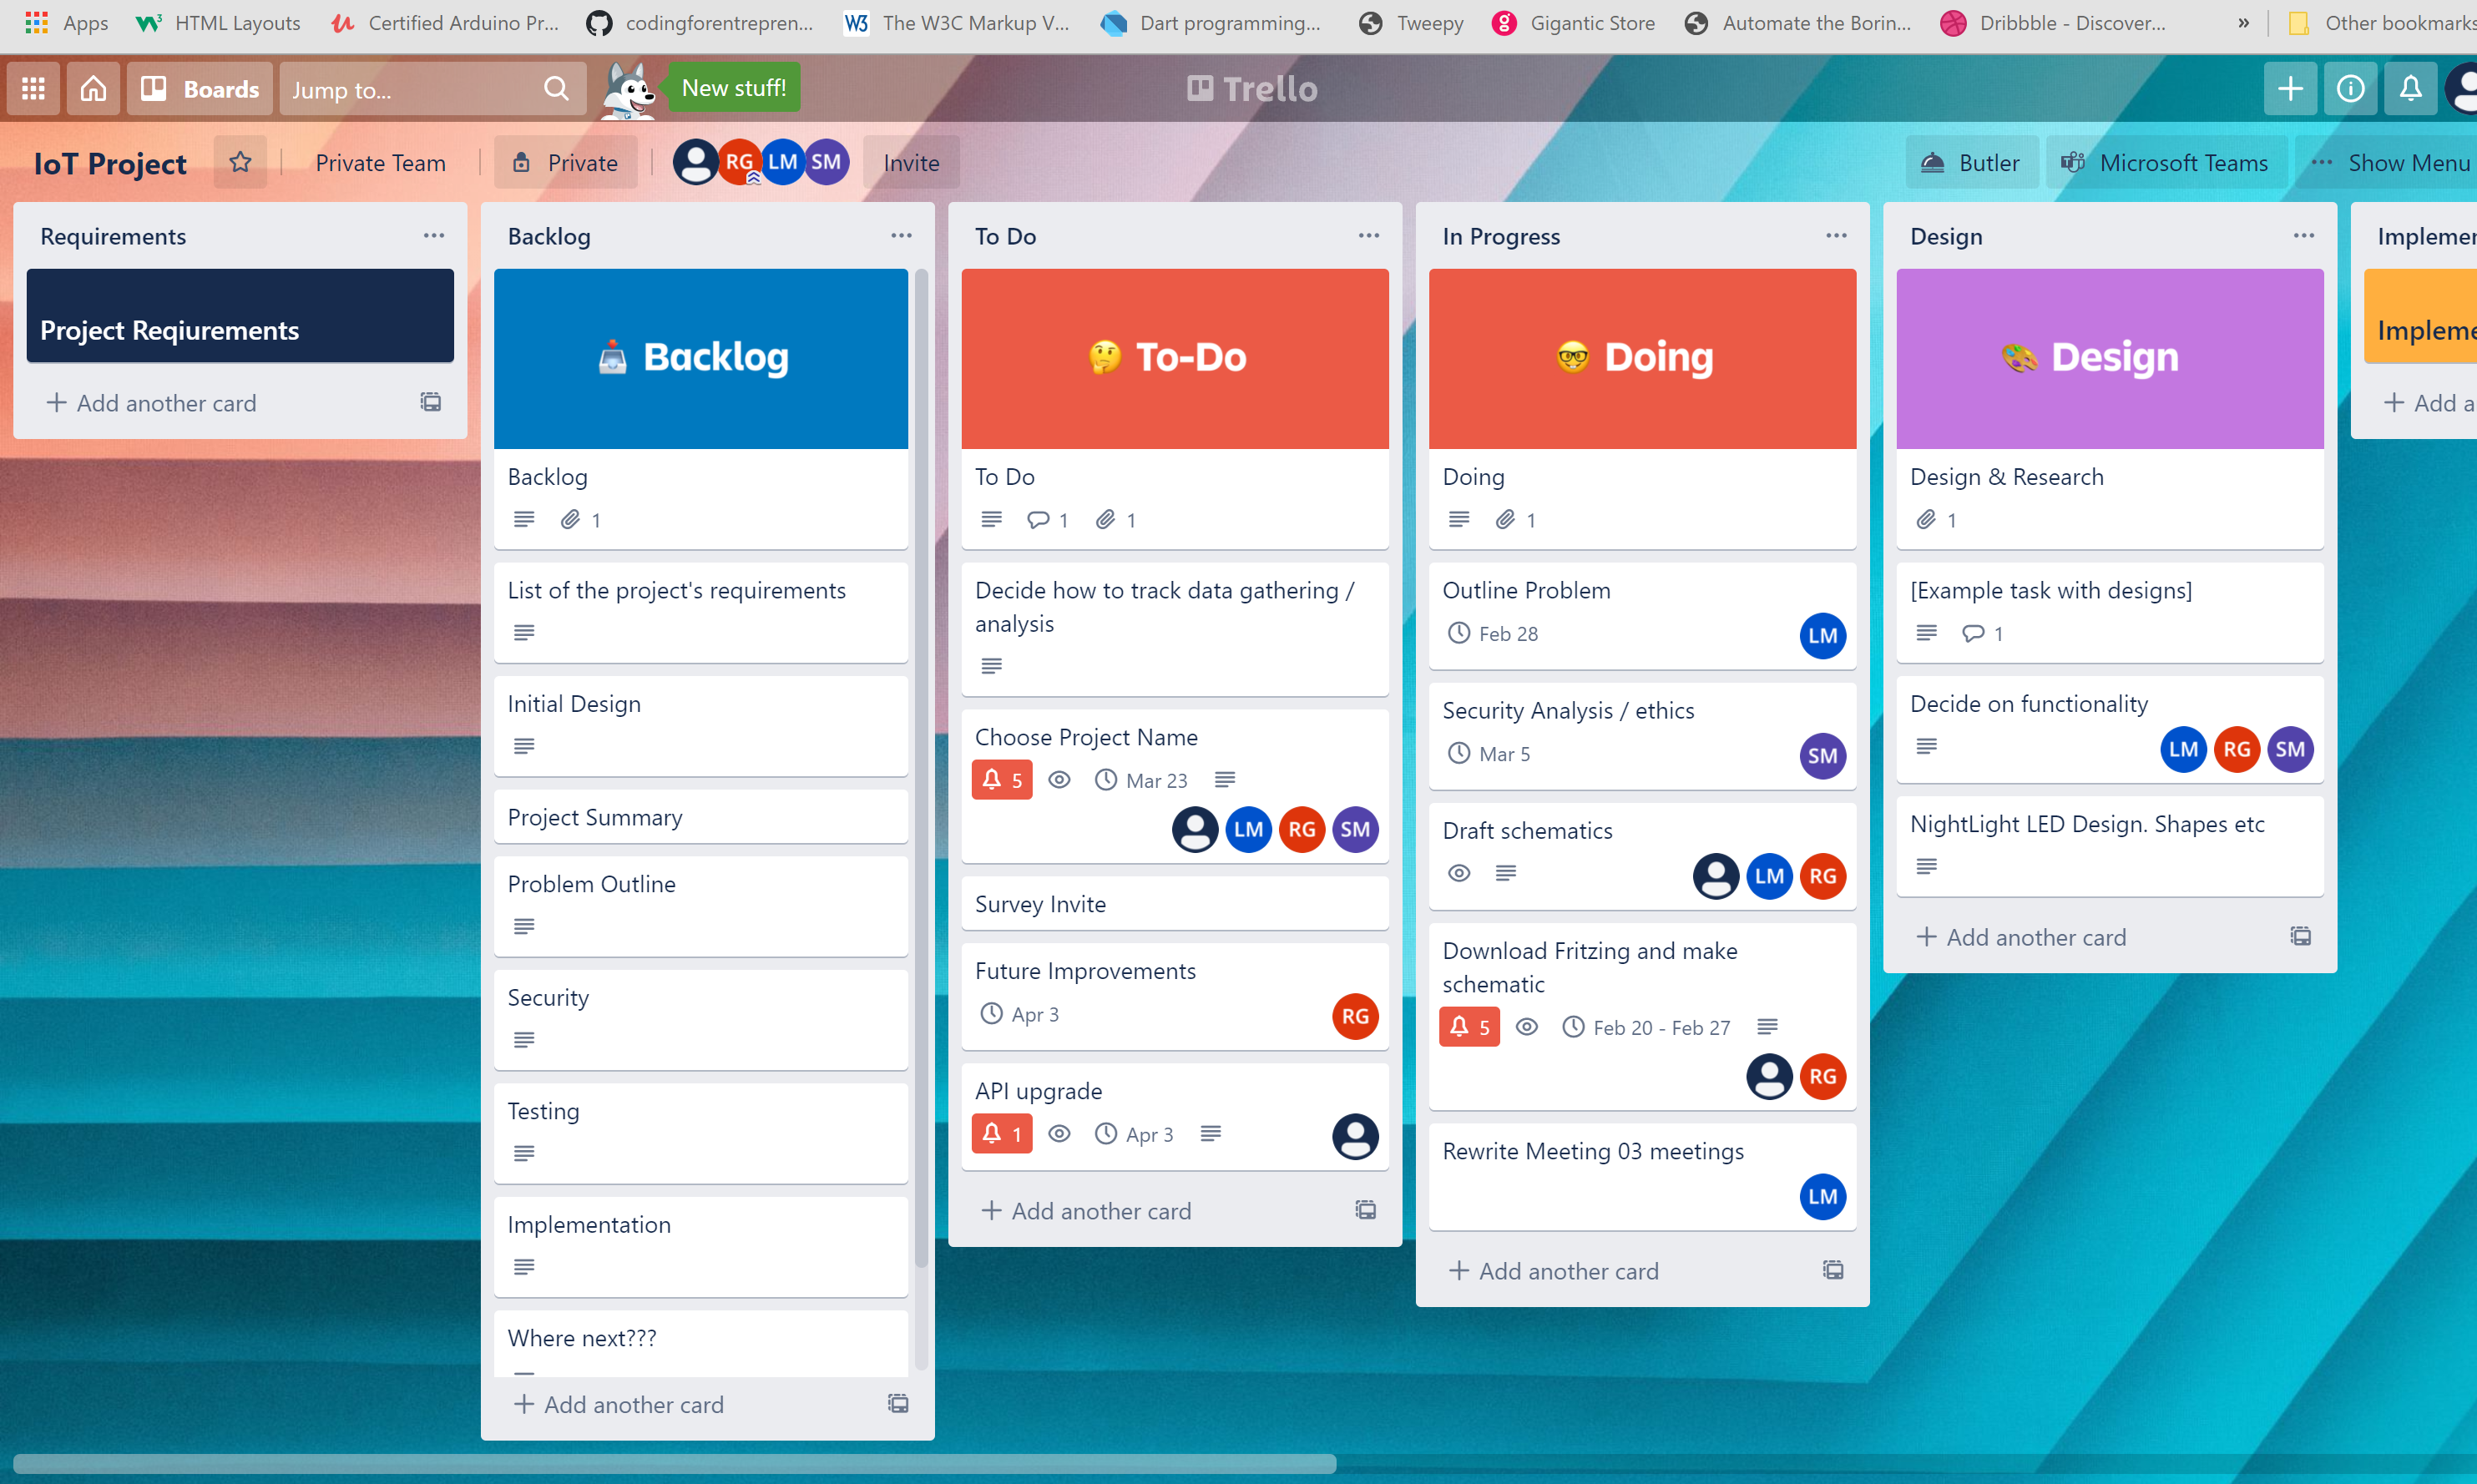 Apps
HTML Layouts
Certified Arduino Pr...
codingforentrepren...
The W3C Markup V...
Dart programming...
Tweepy
Gigantic Store
Automate the Borin...
Dribbble - Discover...
»
Other bookmarks
Boards
Jump to...
New stuff!
Trello
IoT Project
Private Team
Private
RG
LM
SM
Invite
Butler
Microsoft Teams
Show Menu
Requirements
Project Reqiurements
Add another card
Backlog
Backlog
Backlog
1
List of the project's requirements
Initial Design
Project Summary
Problem Outline
Security
Testing
Implementation
Where next???
Add another card
To Do
To-Do
To Do
1
1
Decide how to track data gathering /
analysis
Choose Project Name
5
Mar 23
LM
RG
SM
Survey Invite
Future Improvements
Apr 3
RG
API upgrade
1
Apr 3
Add another card
In Progress
Doing
Doing
1
Outline Problem
Feb 28
LM
Security Analysis / ethics
Mar 5
SM
Draft schematics
LM
RG
Download Fritzing and make
schematic
5
Feb 20 - Feb 27
RG
Rewrite Meeting 03 meetings
LM
Add another card
Design
Design
Design & Research
1
[Example task with designs]
1
Decide on functionality
LM
RG
SM
NightLight LED Design. Shapes etc
Add another card
Implemen
Impleme
Add a